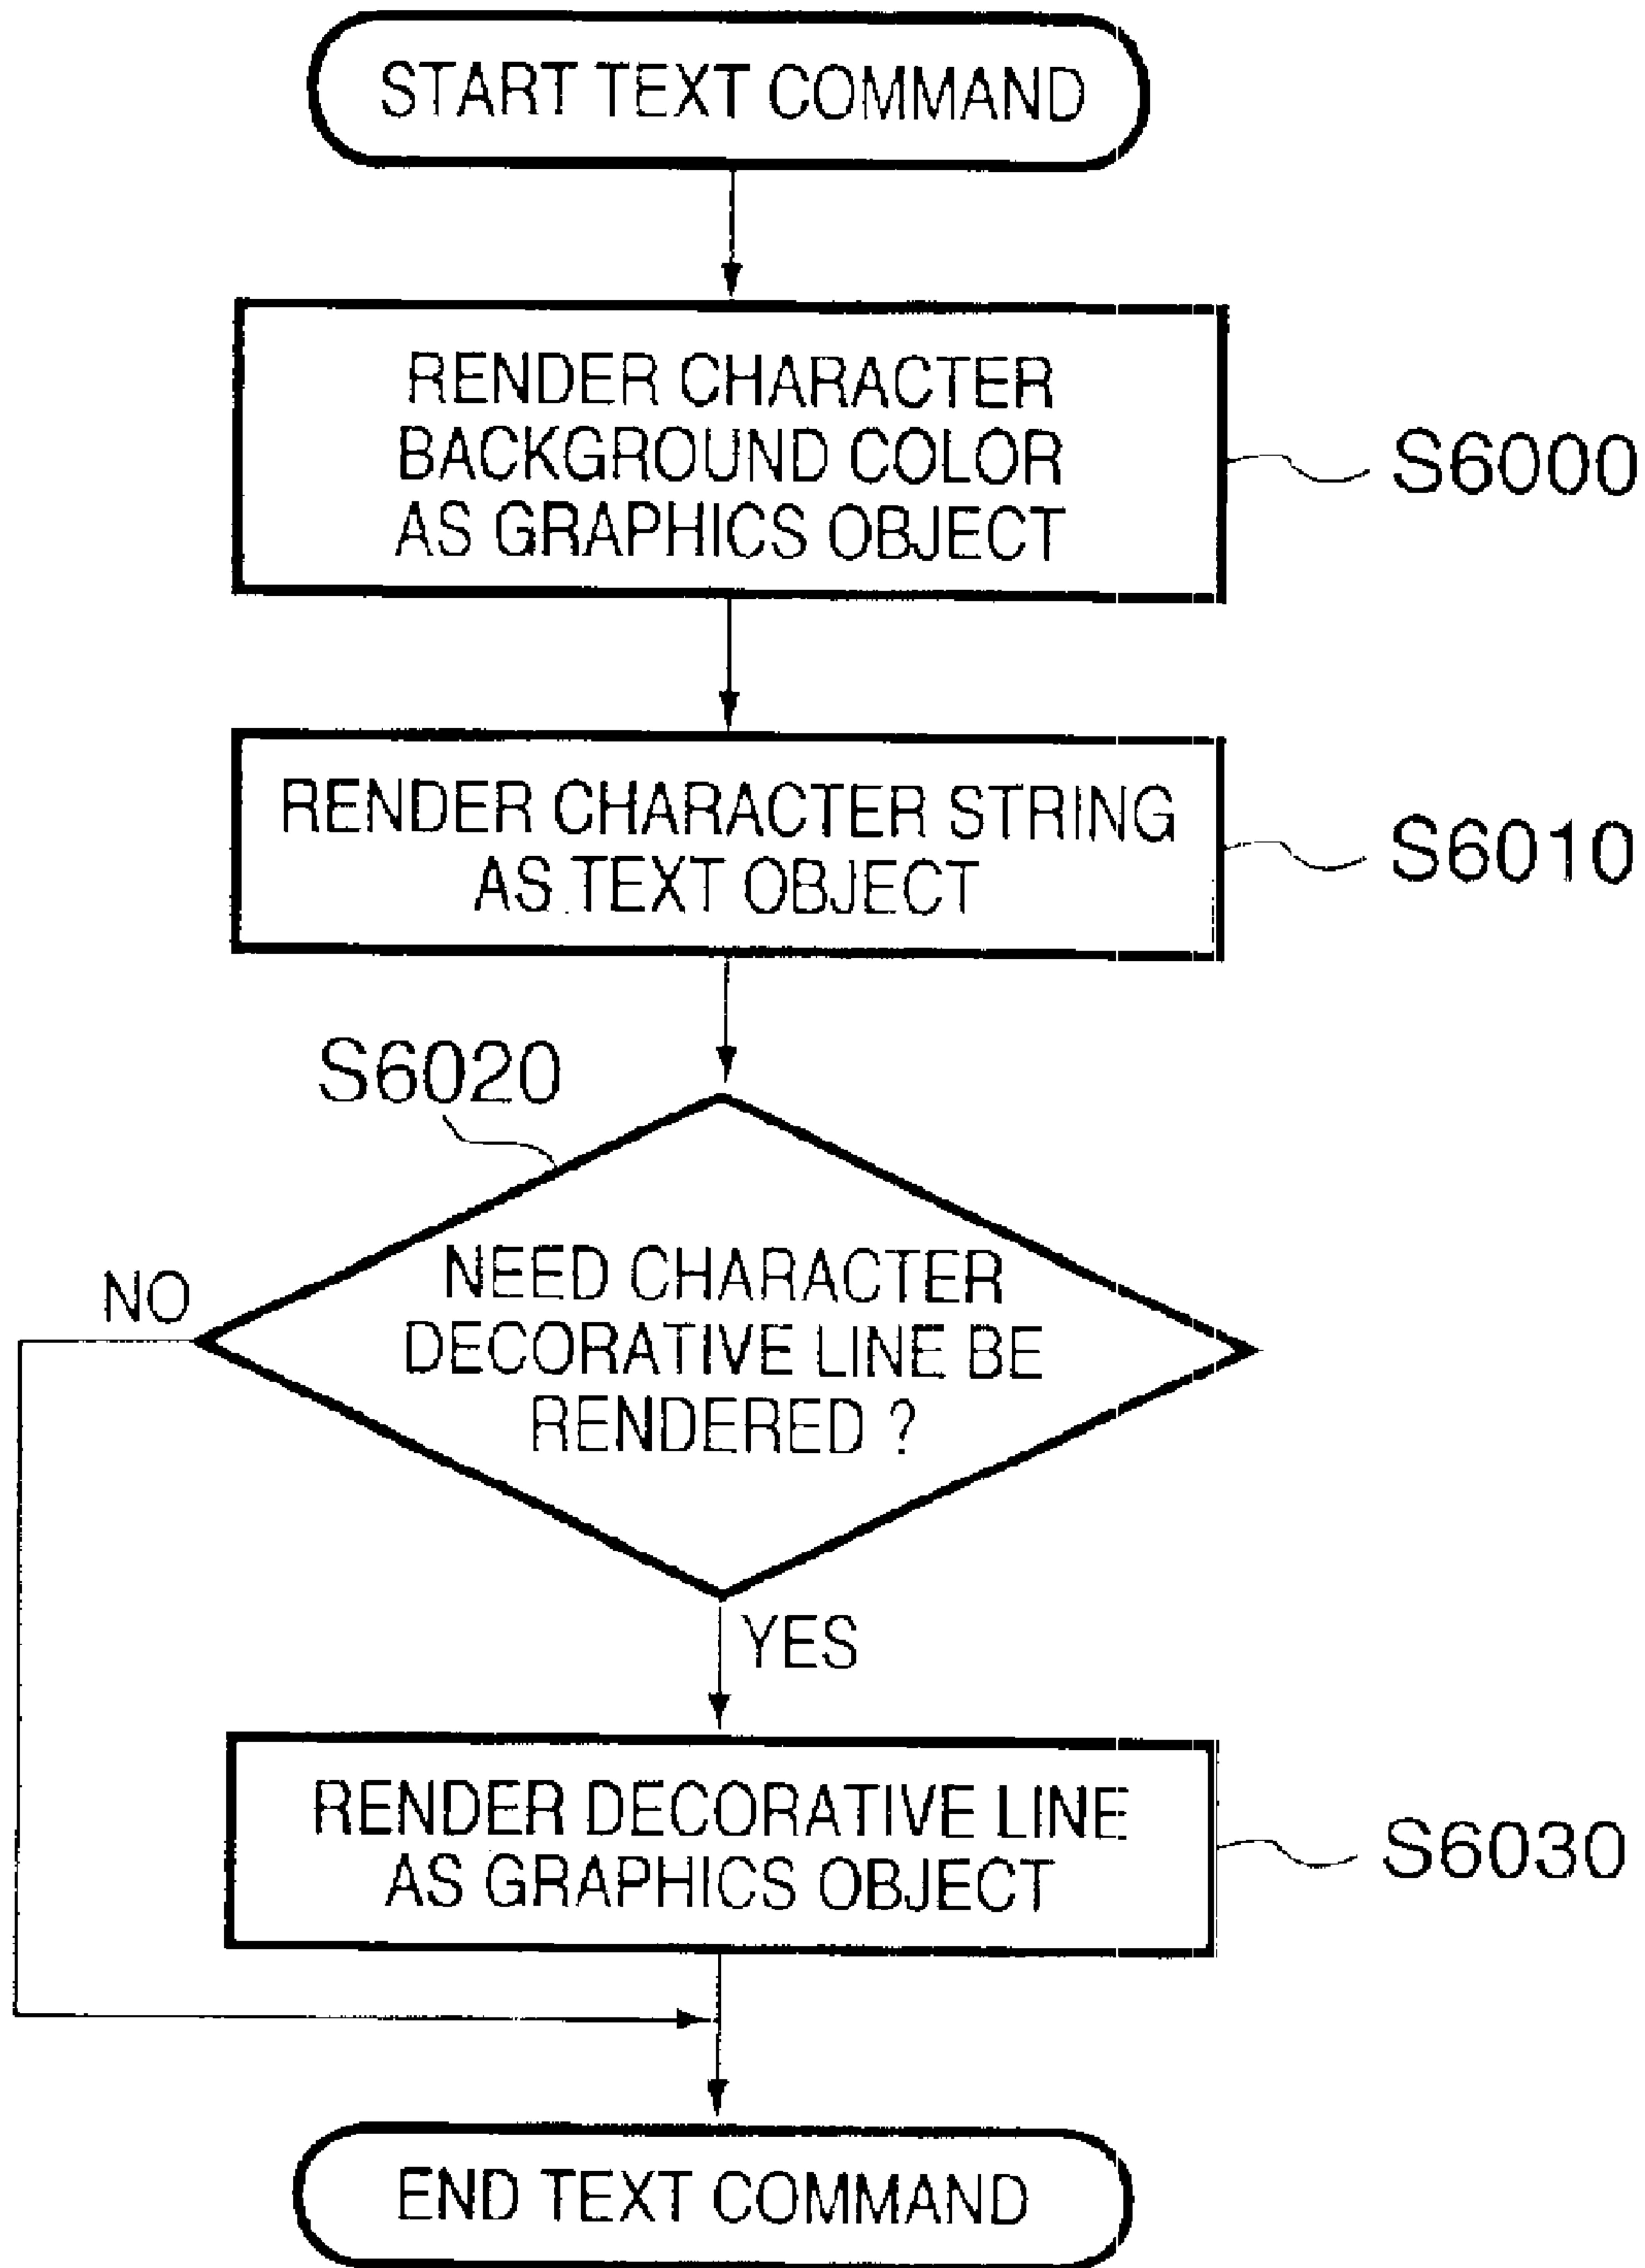 START TEXT COMMAND
RENDER CHARACTER
BACKGROUND COLOR
AS GRAPHICS OBJECT
S6000
RENDER CHARACTER STRING
AS TEXT OBJECT
S6010
S6020
NEED CHARACTER
DECORATIVE LINE BE
RENDERED ?
NO
YES
RENDER DECORATIVE LINE
AS GRAPHICS OBJECT
S6030
END TEXT COMMAND